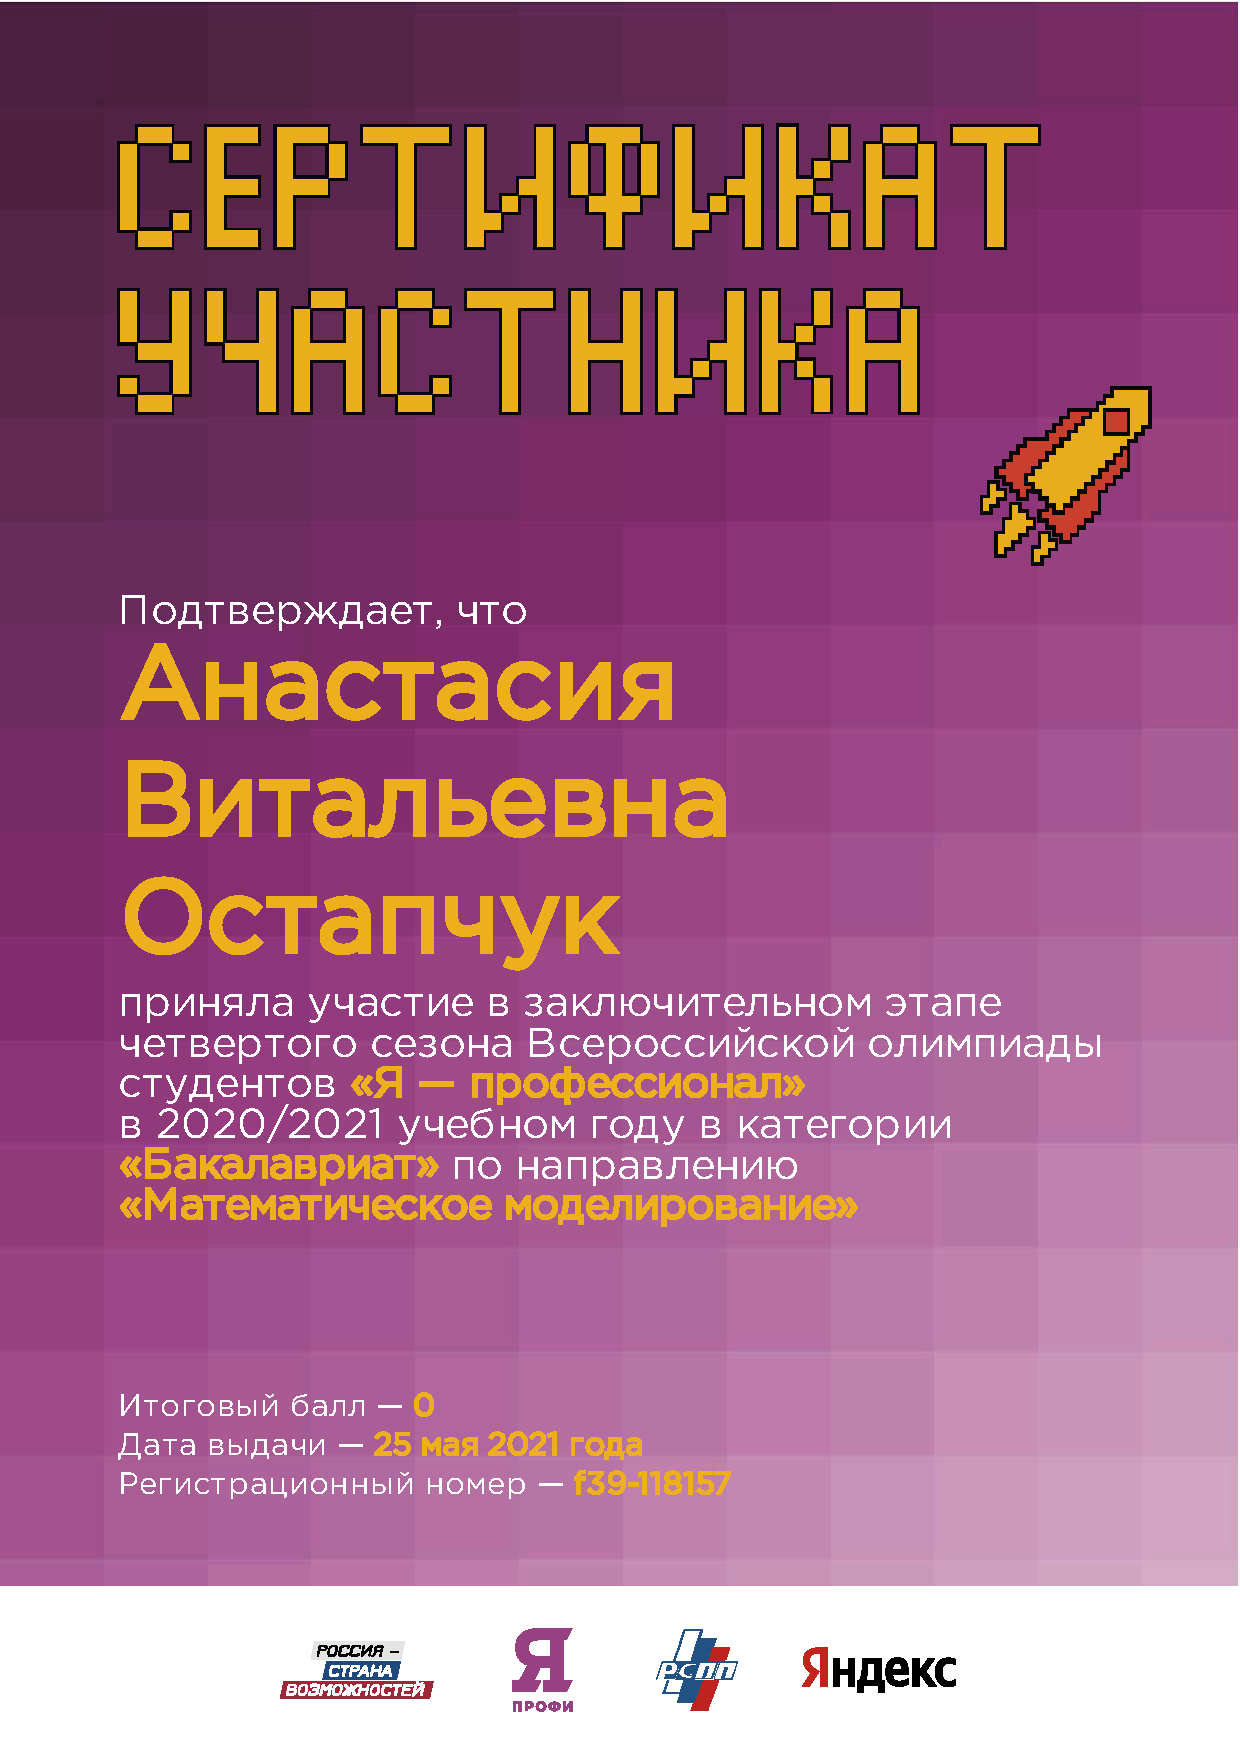 СЕРТИФИКАТ
УЧАСТНИКА
Подтверждает, что
Анастасия
Витальевна
Остапчук
приняла участие в заключительном этапе
четвертого сезона Всероссийской олимпиады
студентов «Я — профессионал»
в 2020/2021 учебном году в категории
«Бакалавриат» по направлению
«Математическое моделирование»
Итоговый балл — 0
Дата выдачи — 25 мая 2021 года
Регистрационный номер — f39-118157
РОССИЯ –
СТРАНА
ВОЗМОЖНОСТЕЙ
Я
ПРОФИ
РСПП
Яндекс